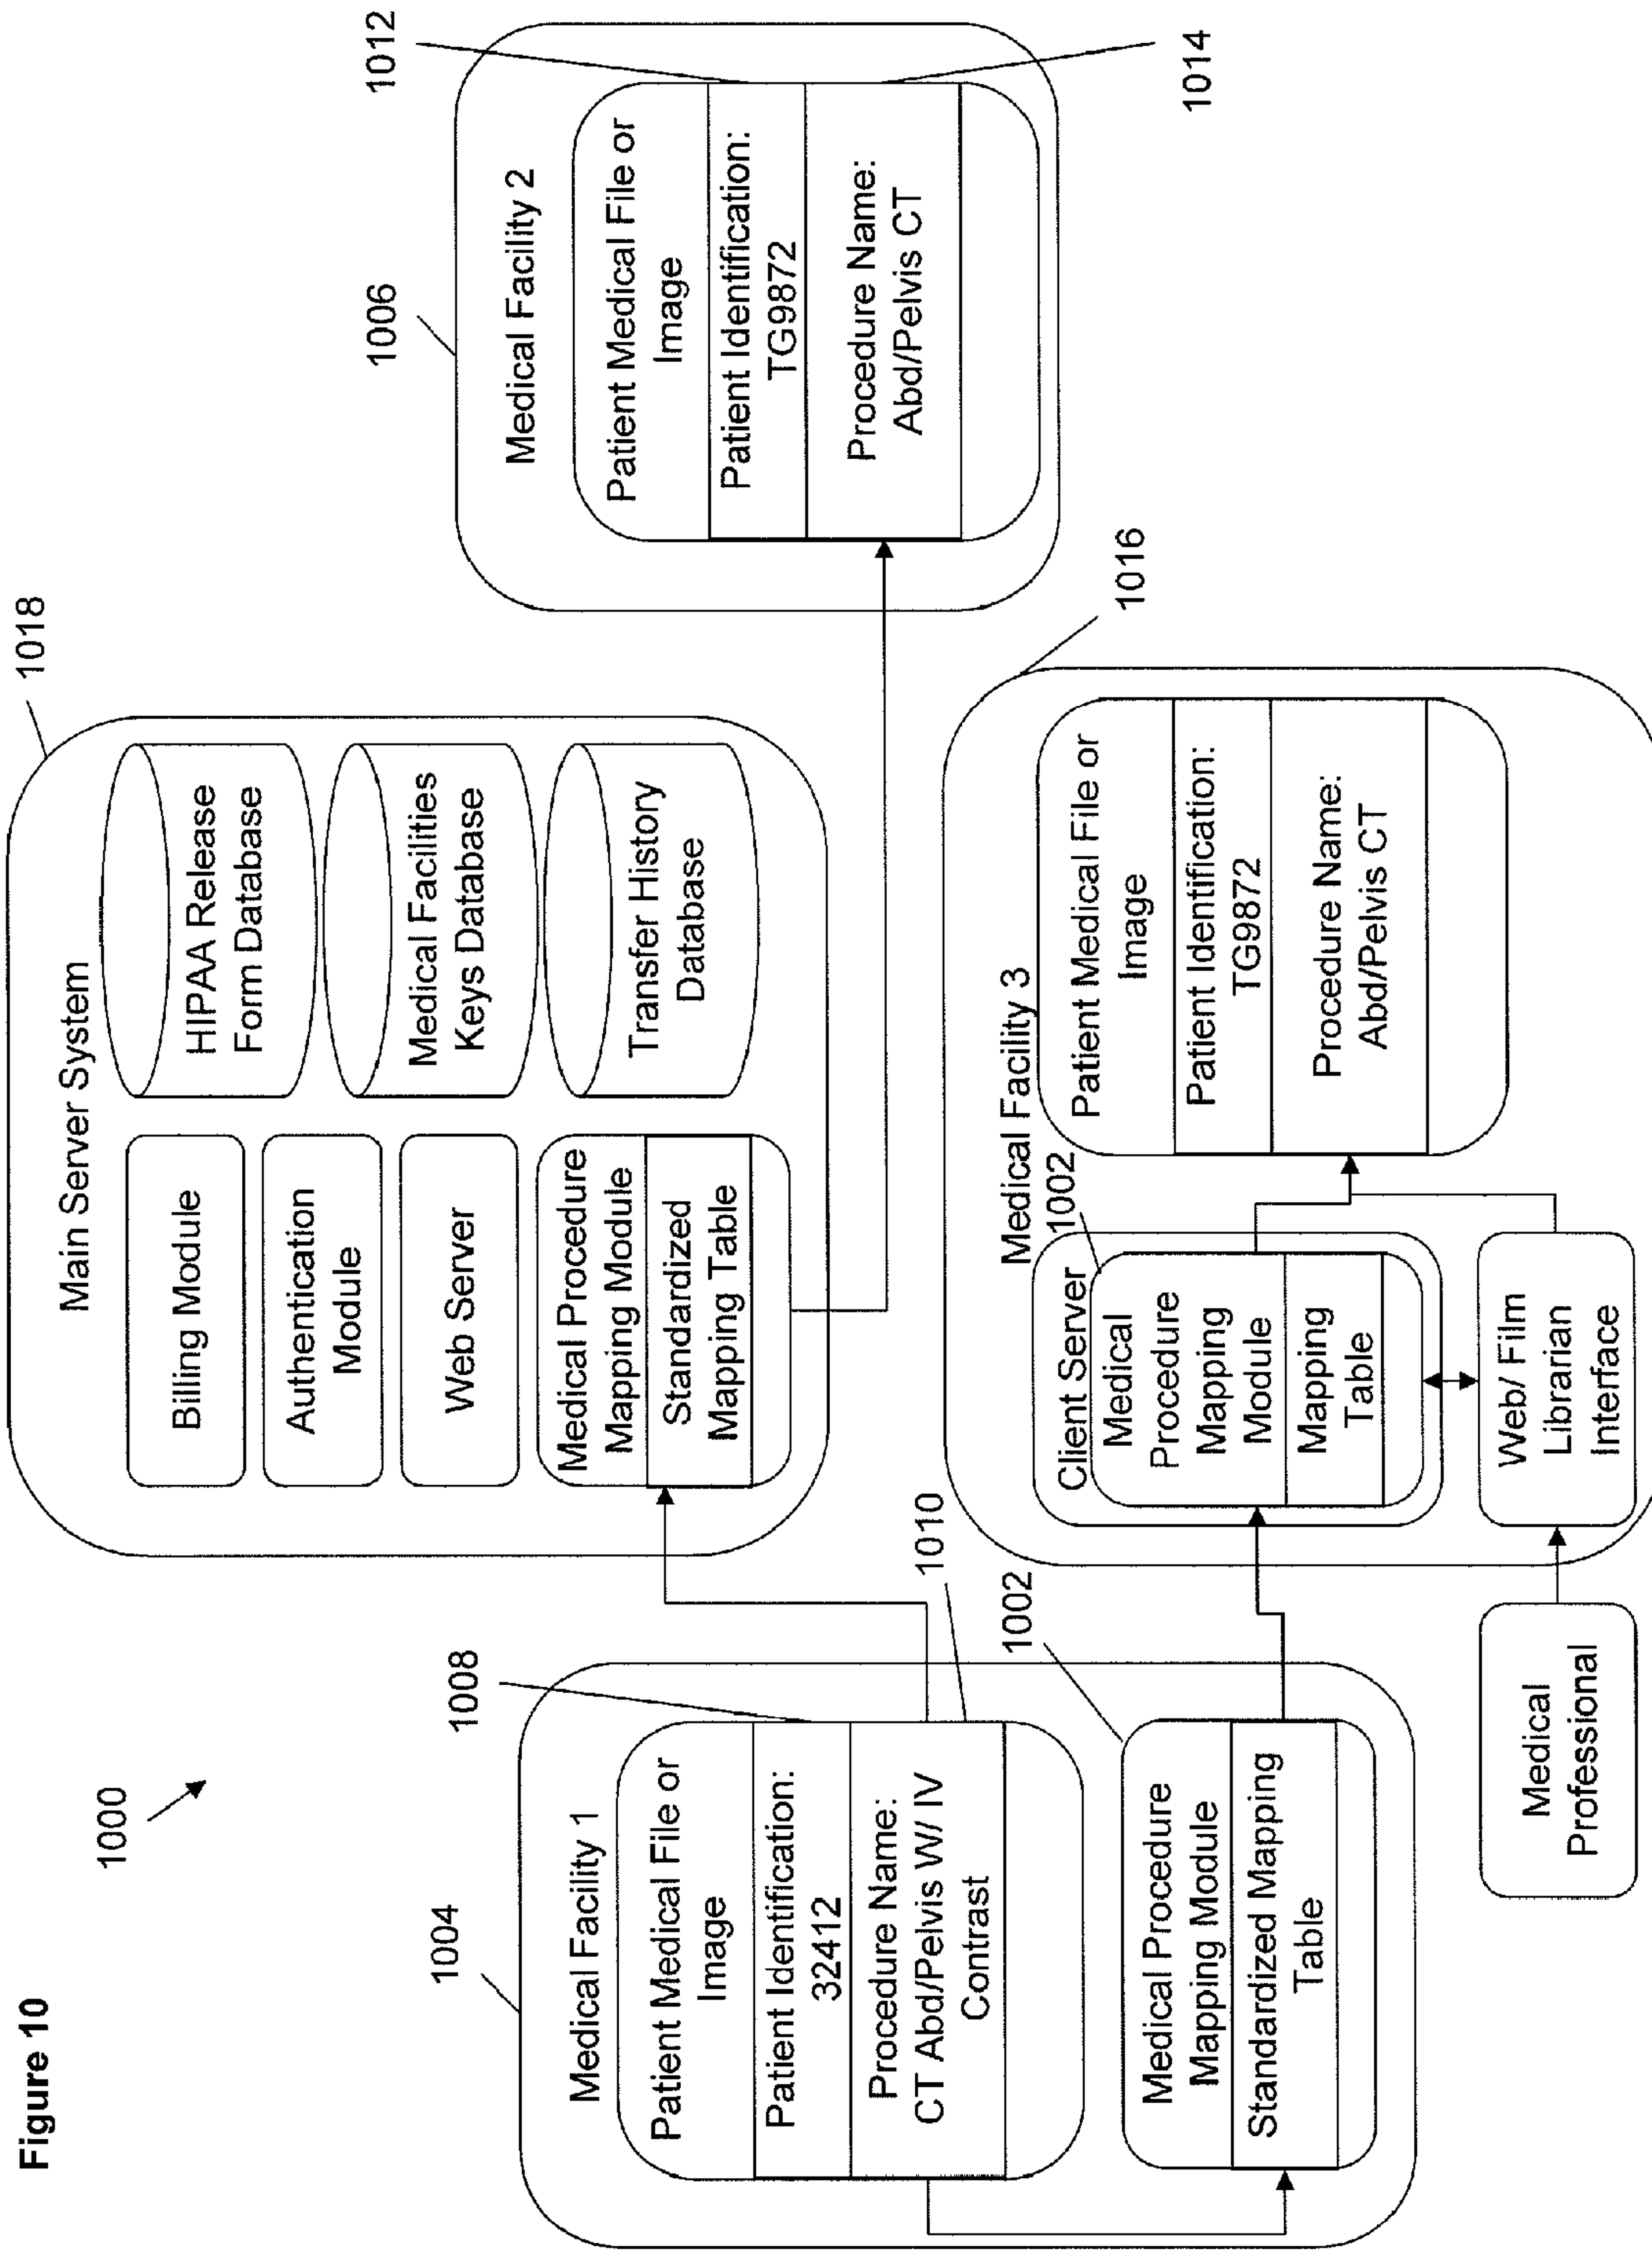 Figure 10
1000
1004
Medical Facility 1
Patient Medical File or
Image
Patient Identification:
32412
Procedure Name:
CT Abd/Pelvis W/ IV
Contrast
1008
1010
1002
Medical Procedure
Mapping Module
Standardized Mapping
Table
1018
Main Server System
Billing Module
Authentication
Module
Web Server
Medical Procedure
Mapping Module
Standardized
Mapping Table
HIPAA Release
Form Database
Medical Facilities
Keys Database
Transfer History
Database
1006
Medical Facility 2
Patient Medical File or
Image
Patient Identification:
TG9872
Procedure Name:
Abd/Pelvis CT
1012
1014
1016
Medical Facility 3
1002
Client Server
Medical
Procedure
Mapping
Module
Mapping
Table
Web/ Film
Librarian
Interface
Patient Medical File or
Image
Patient Identification:
TG9872
Procedure Name:
Abd/Pelvis CT
Medical
Professional